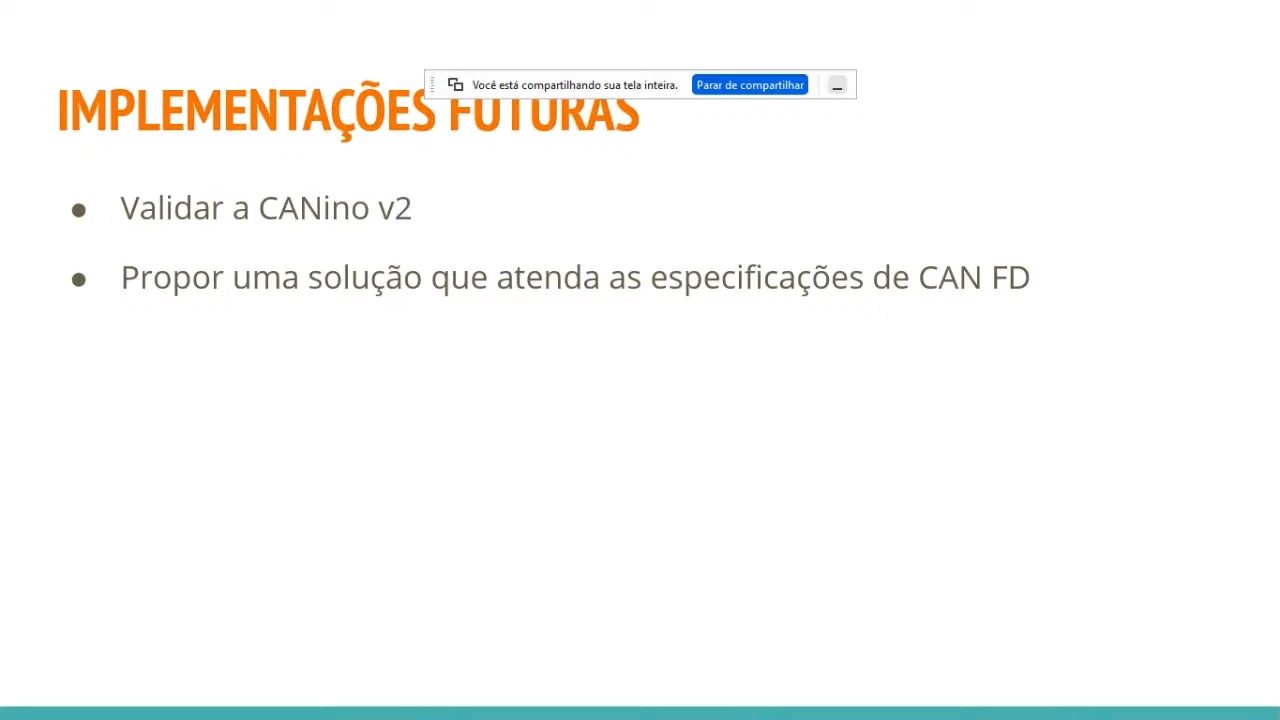 Você está compartilhando sua tela inteira. Parar de compartilhar
IMPLEMENTAÇÕES FUTURAS
● Validar a CANino v2
● Propor uma solução que atenda as especificações de CAN FD